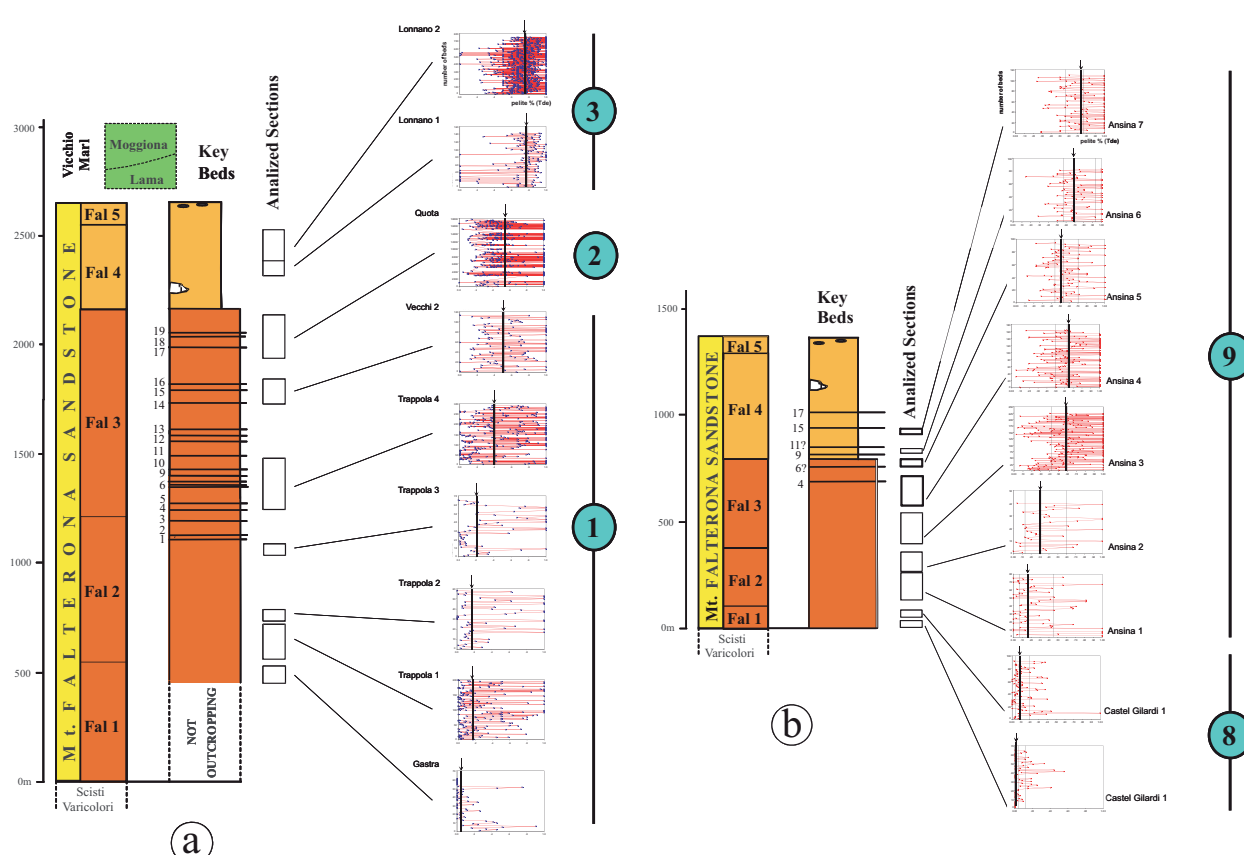 Lonnano 2
number of beds
pelite % (Tde)
Lonnano 1
Quota
Vecchi 2
Trappola 4
Trappola 3
Trappola 2
Trappola 1
Gastra
3
2
1
3000
2500
2000
1500
1000
500
0m
Vicchio
Marl
Moggiona
Lama
Key
Beds
Analized Sections
Mt. FALTERONA SANDSTONE
Fal 5
Fal 4
Fal 3
Fal 2
Fal 1
19
18
17
16
15
14
13
12
11
10
9
6
5
4
3
2
1
NOT
OUTCROPPING
Scisti
Varicolori
a
1500
1000
500
0m
Mt. FALTERONA SANDSTONE
Fal 5
Fal 4
Fal 3
Fal 2
Fal 1
Key
Beds
17
15
11?
9
6?
4
Analized Sections
Scisti
Varicolori
b
number of beds
pelite % (Tde)
Ansina 7
Ansina 6
Ansina 5
Ansina 4
Ansina 3
Ansina 2
Ansina 1
Castel Gilardi 1
Castel Gilardi 1
9
8